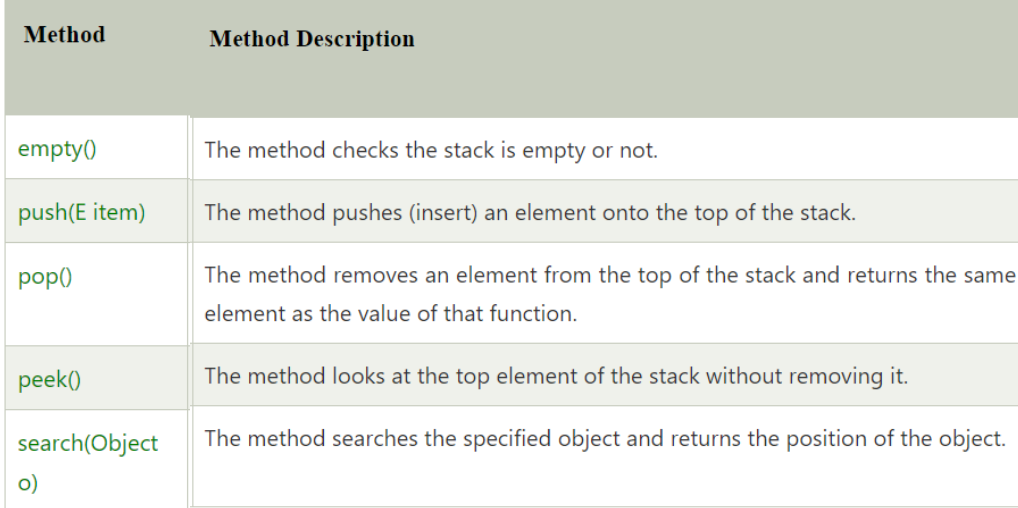 Method
Method Description
empty()
The method checks the stack is empty or not.
push(E item)
The method pushes (insert) an element onto the top of the stack.
pop()
The method removes an element from the top of the stack and returns the same
element as the value of that function.
peek()
The method looks at the top element of the stack without removing it.
search(Object
o)
The method searches the specified object and returns the position of the object.